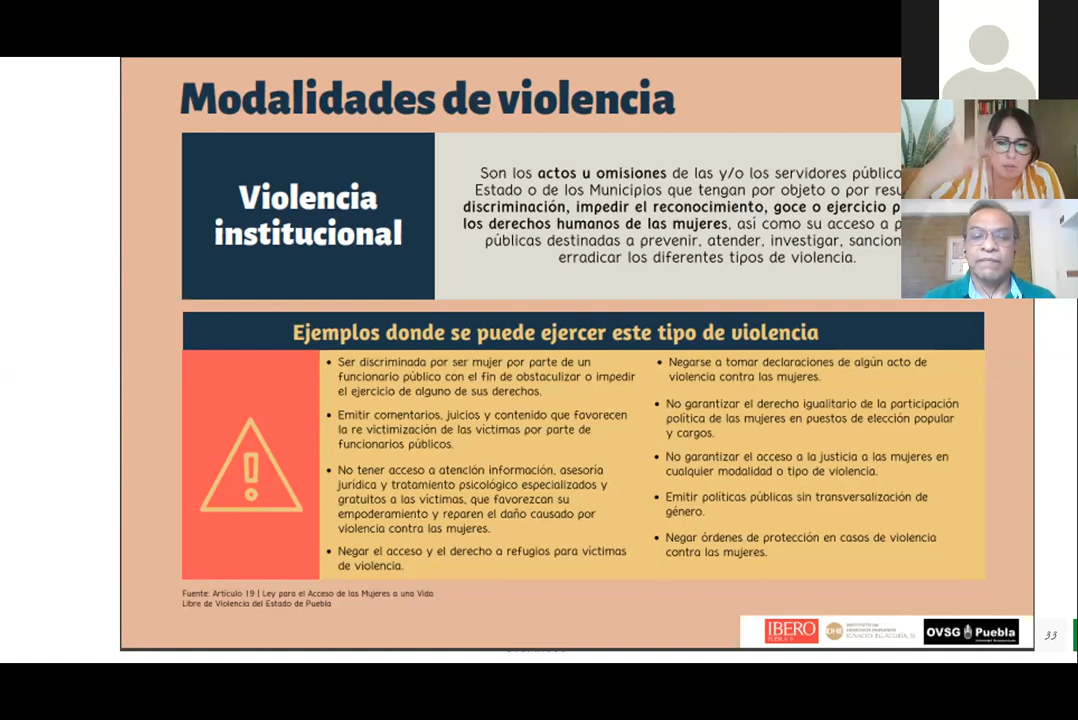 Modalidades de violencia
Violencia
institucional
Son los actos u omisiones de las y/o los servidores público
Estado o de los Municipios que tengan por objeto o por resu
discriminación, impedir el reconocimiento, goce o ejercicio p
los derechos humanos de las mujeres, así como su acceso a p
públicas destinadas a prevenir, atender, investigar, sancion
erradicar los diferentes tipos de violencia.
Ejemplos donde se puede ejercer este tipo de violencia
• Ser discriminada por ser mujer por parte de un
funcionario público con el fin de obstaculizar o impedir
el ejercicio de alguno de sus derechos.
• Emitir comentarios, juicios y contenido que favorecen
la re victimización de las víctimas por parte de
funcionarios públicos.
• No tener acceso a atención información, asesoría
jurídica y tratamiento psicológico especializados y
gratuitos a las víctimas, que favorezcan su
empoderamiento y reparen el daño causado por
violencia contra las mujeres.
• Negar el acceso y el derecho a refugios para víctimas
de violencia.
• Negarse a tomar declaraciones de algún acto de
violencia contra las mujeres.
• No garantizar el derecho igualitario de la participación
política de las mujeres en puestos de elección popular
y cargos.
• No garantizar el acceso a la justicia a las mujeres en
cualquier modalidad o tipo de violencia.
• Emitir políticas públicas sin transversalización de
género.
• Negar órdenes de protección en casos de violencia
contra las mujeres.
Fuente: Artículo 19 | Ley para el Acceso de las Mujeres a una Vida
Libre de Violencia del Estado de Puebla
IBERO
PUEBLA
INSTITUTO DE
DERECHOS HUMANOS
IGNACIO ELLACURÍA, SJ
OVSG Puebla
33